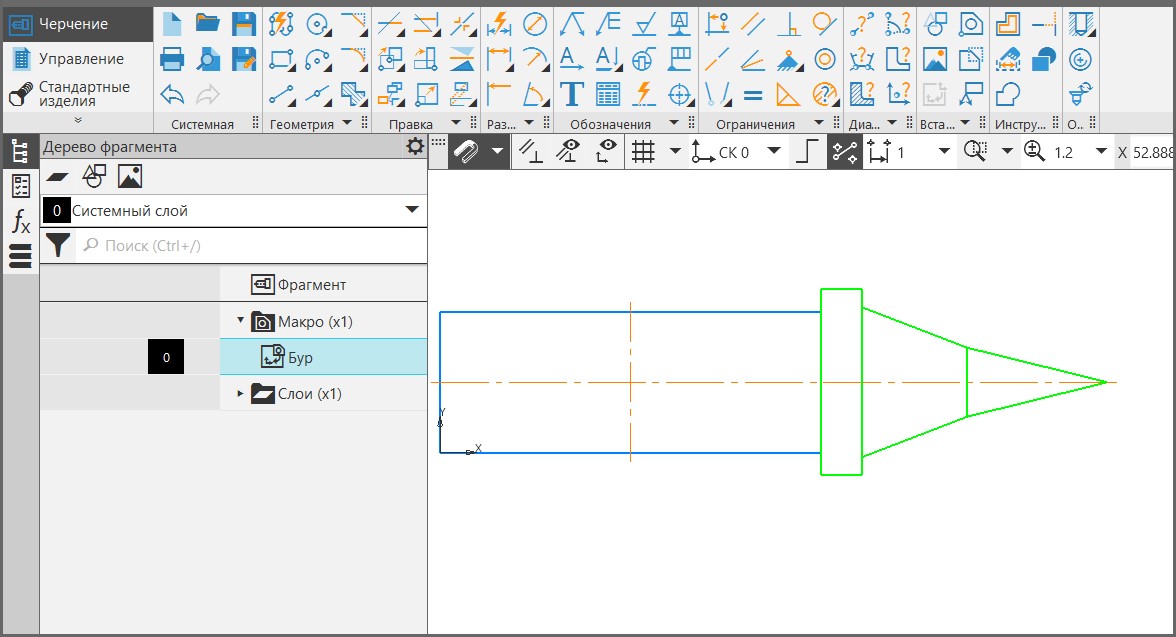 Черчение
Управление
Стандартные
изделия
Системная
Геометрия
Правка
Раз...
Обозначения
Ограничения
Диа...
Вста...
Инстру...
О...
Дерево фрагмента
СК 0
1
1.2
X 52.888
0 Системный слой
Поиск (Ctrl+/)
Фрагмент
Макро (x1)
0
Бур
Слои (x1)
Y
X